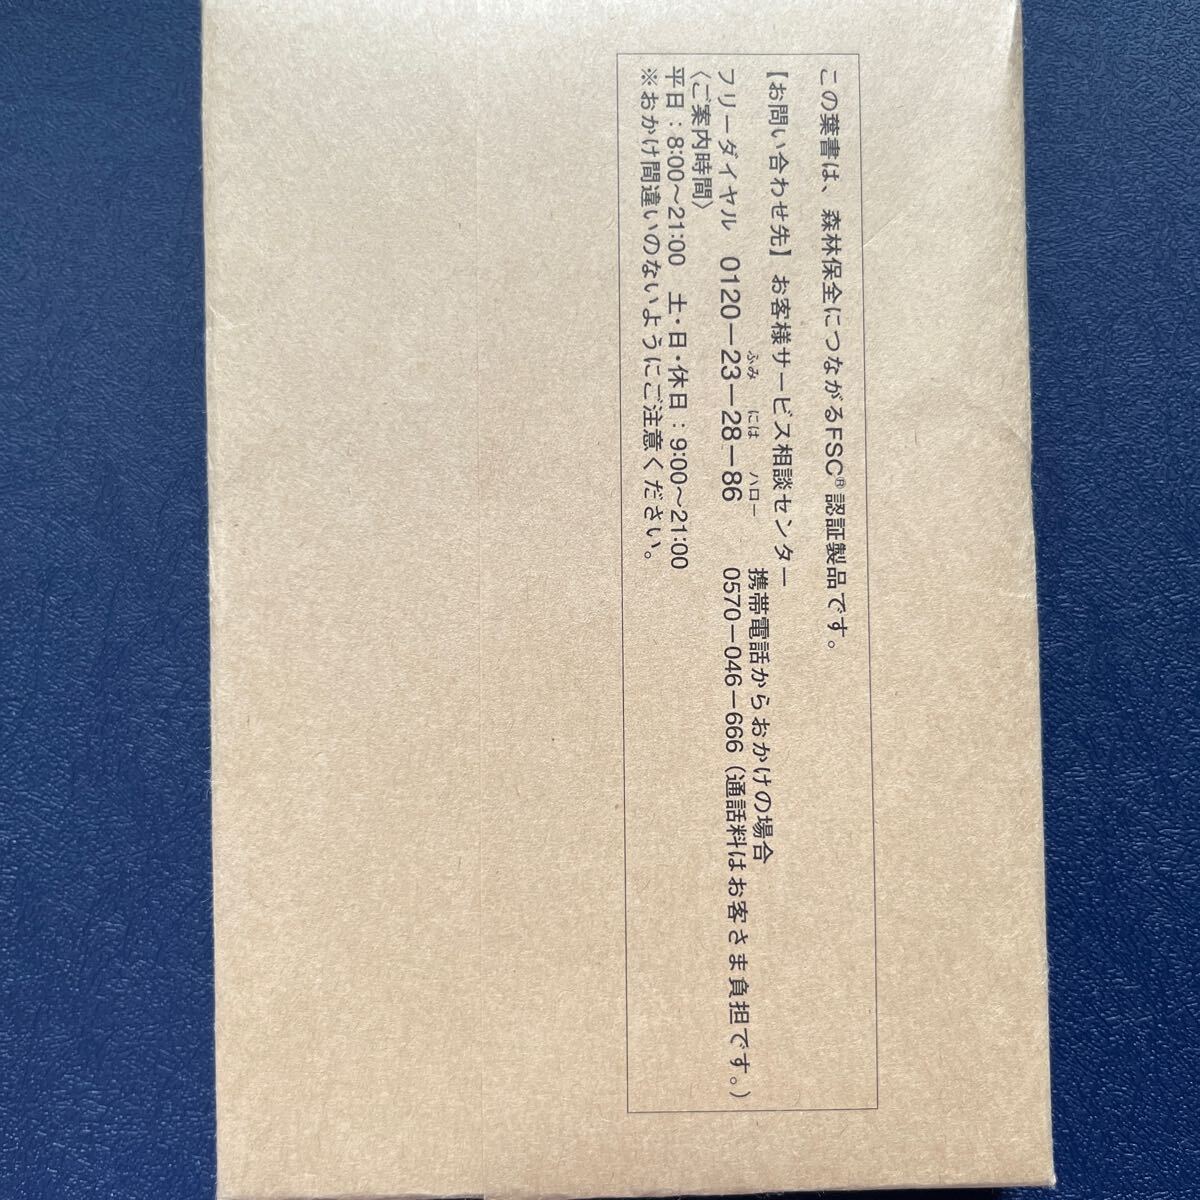 この葉書は、森林保全につながるFSC®認証製品です。
【お問い合わせ先】お客様サービス相談センター
携帯電話からおかけの場合
ふみ には ハロー
フリーダイヤル 0120－23－28－86 0570－046－666（通話料はお客さま負担です。）
〈ご案内時間〉
平日：8:00～21:00 土・日・休日：9:00～21:00
※おかけ間違いのないようにご注意ください。